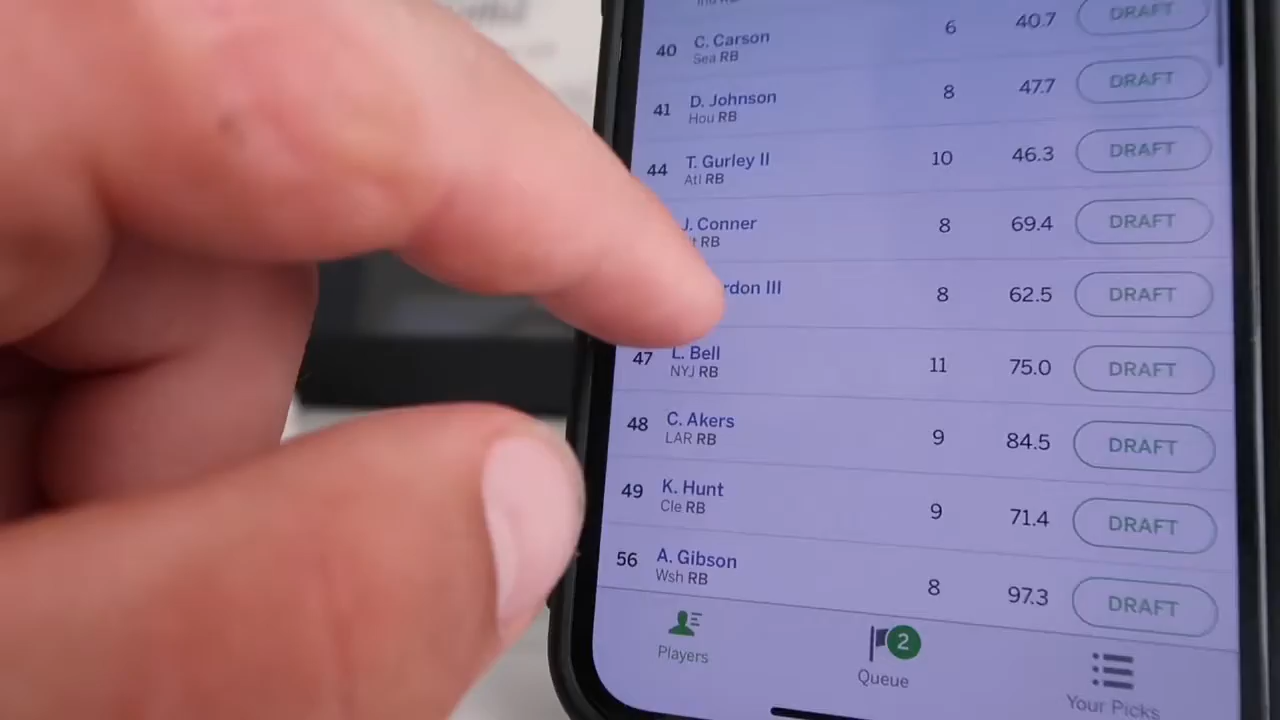 DRAFT
40 C. Carson 6 40.7
Sea RB
41 D. Johnson 8 47.7 DRAFT
Hou RB
44 T. Gurley II 10 46.3 DRAFT
Atl RB
J. Conner 8 69.4 DRAFT
RB
rdon III 8 62.5 DRAFT
47 L. Bell 11 75.0 DRAFT
NYJ RB
48 C. Akers 9 84.5 DRAFT
LAR RB
49 K. Hunt 9 71.4 DRAFT
Cle RB
56 A. Gibson 8 97.3 DRAFT
Wsh RB
2
Players Queue Your Picks